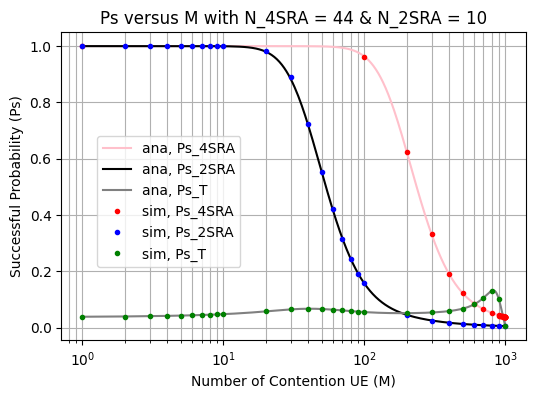 Ps versus M with N_4SRA = 44 & N_2SRA = 10
Successful Probability (Ps)
1.0
0.8
0.6
0.4
0.2
0.0
ana, Ps_4SRA
ana, Ps_2SRA
ana, Ps_T
sim, Ps_4SRA
sim, Ps_2SRA
sim, Ps_T
10⁰ 10¹ 10² 10³
Number of Contention UE (M)